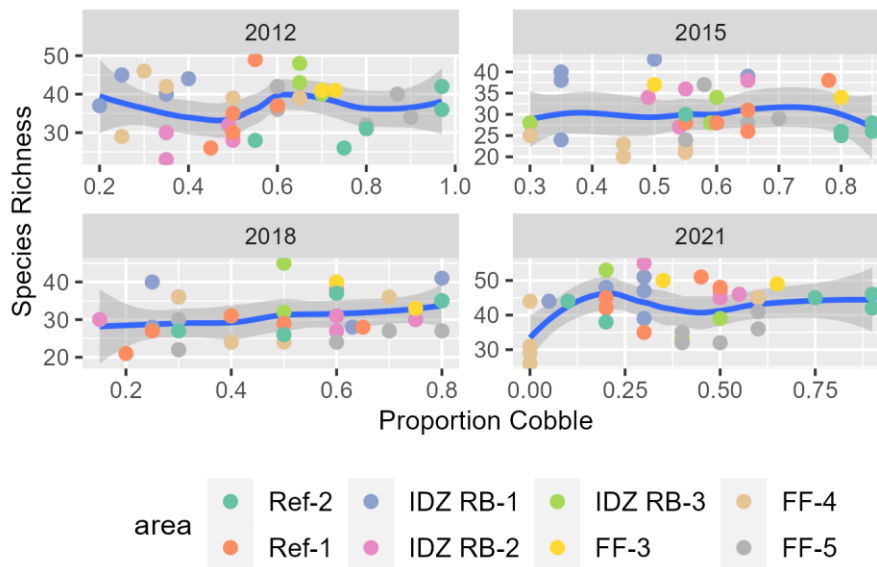 2012
2015
50
40
30
0.2 0.4 0.6 0.8 1.0
40
35
30
25
20
0.3 0.4 0.5 0.6 0.7 0.8
Species Richness
2018
2021
40
30
20
0.2 0.4 0.6 0.8
50
40
30
0.00 0.25 0.50 0.75
Proportion Cobble
area
Ref-2 IDZ RB-1 IDZ RB-3 FF-4
Ref-1 IDZ RB-2 FF-3 FF-5